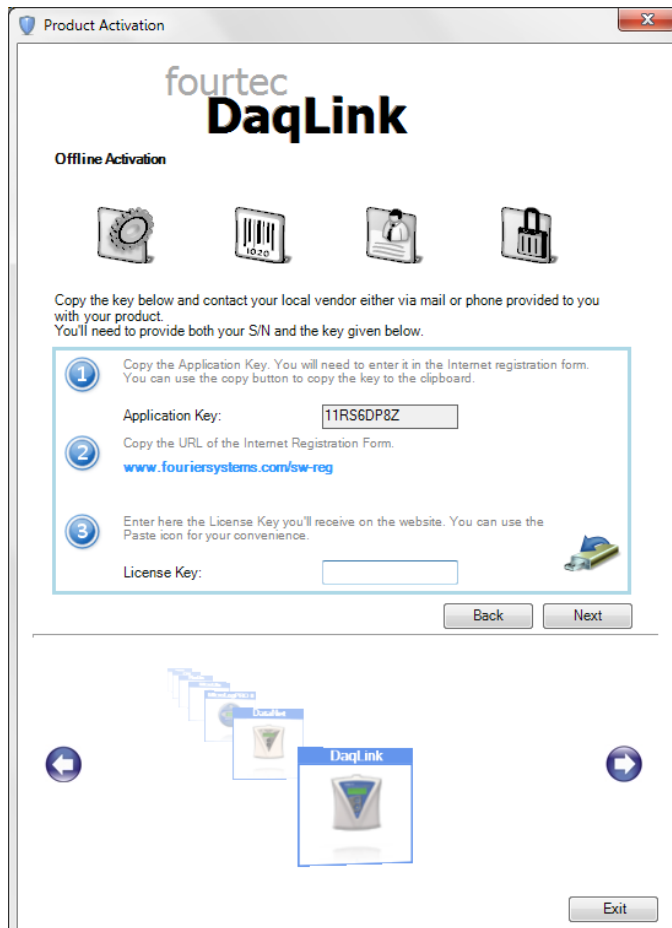 Product Activation
fourtec
DaqLink
Offline Activation
1020
Copy the key below and contact your local vendor either via mail or phone provided to you
with your product.
You'll need to provide both your S/N and the key given below.
1
Copy the Application Key. You will need to enter it in the Internet registration form.
You can use the copy button to copy the key to the clipboard.
Application Key: 11RS6DP8Z
2
Copy the URL of the Internet Registration Form.
www.fouriersystems.com/sw-reg
3
Enter here the License Key you'll receive on the website. You can use the
Paste icon for your convenience.
License Key:
Back Next
DataNet
DaqLink
Exit